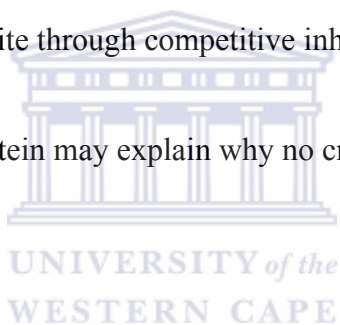 ite through competitive inh
tein may explain why no cr
UNIVERSITY of the
WESTERN CAPE